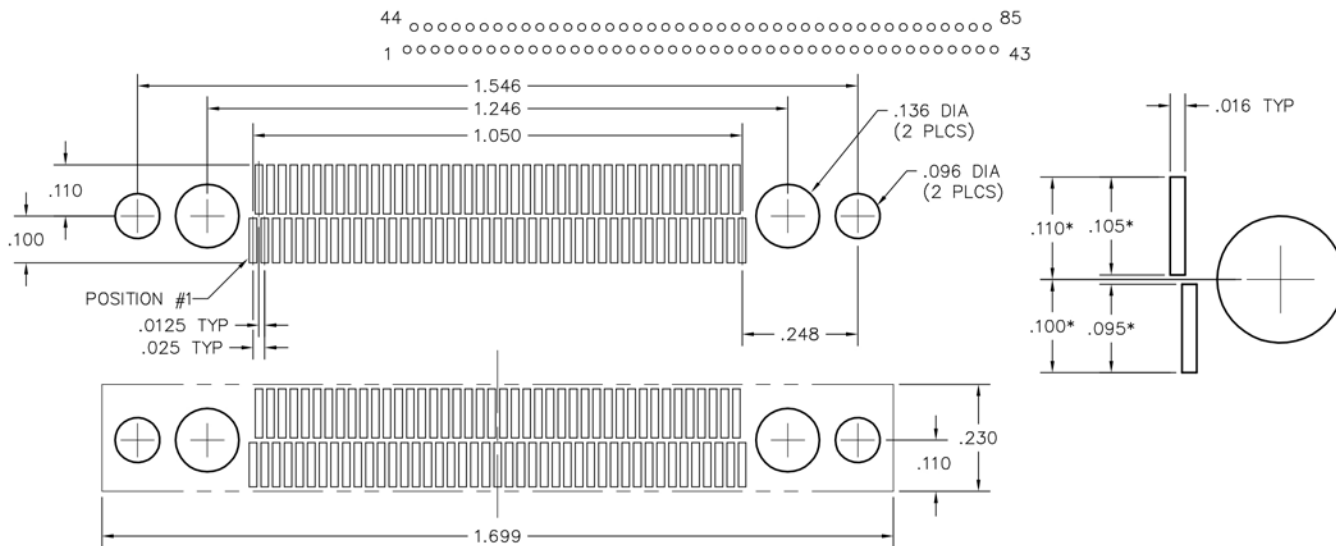 44 85
1 43
1.546
1.246
1.050
.136 DIA
(2 PLCS)
.096 DIA
(2 PLCS)
.110
.100
POSITION #1
.0125 TYP
.025 TYP
.248
.016 TYP
.110*
.105*
.100*
.095*
.230
.110
1.699